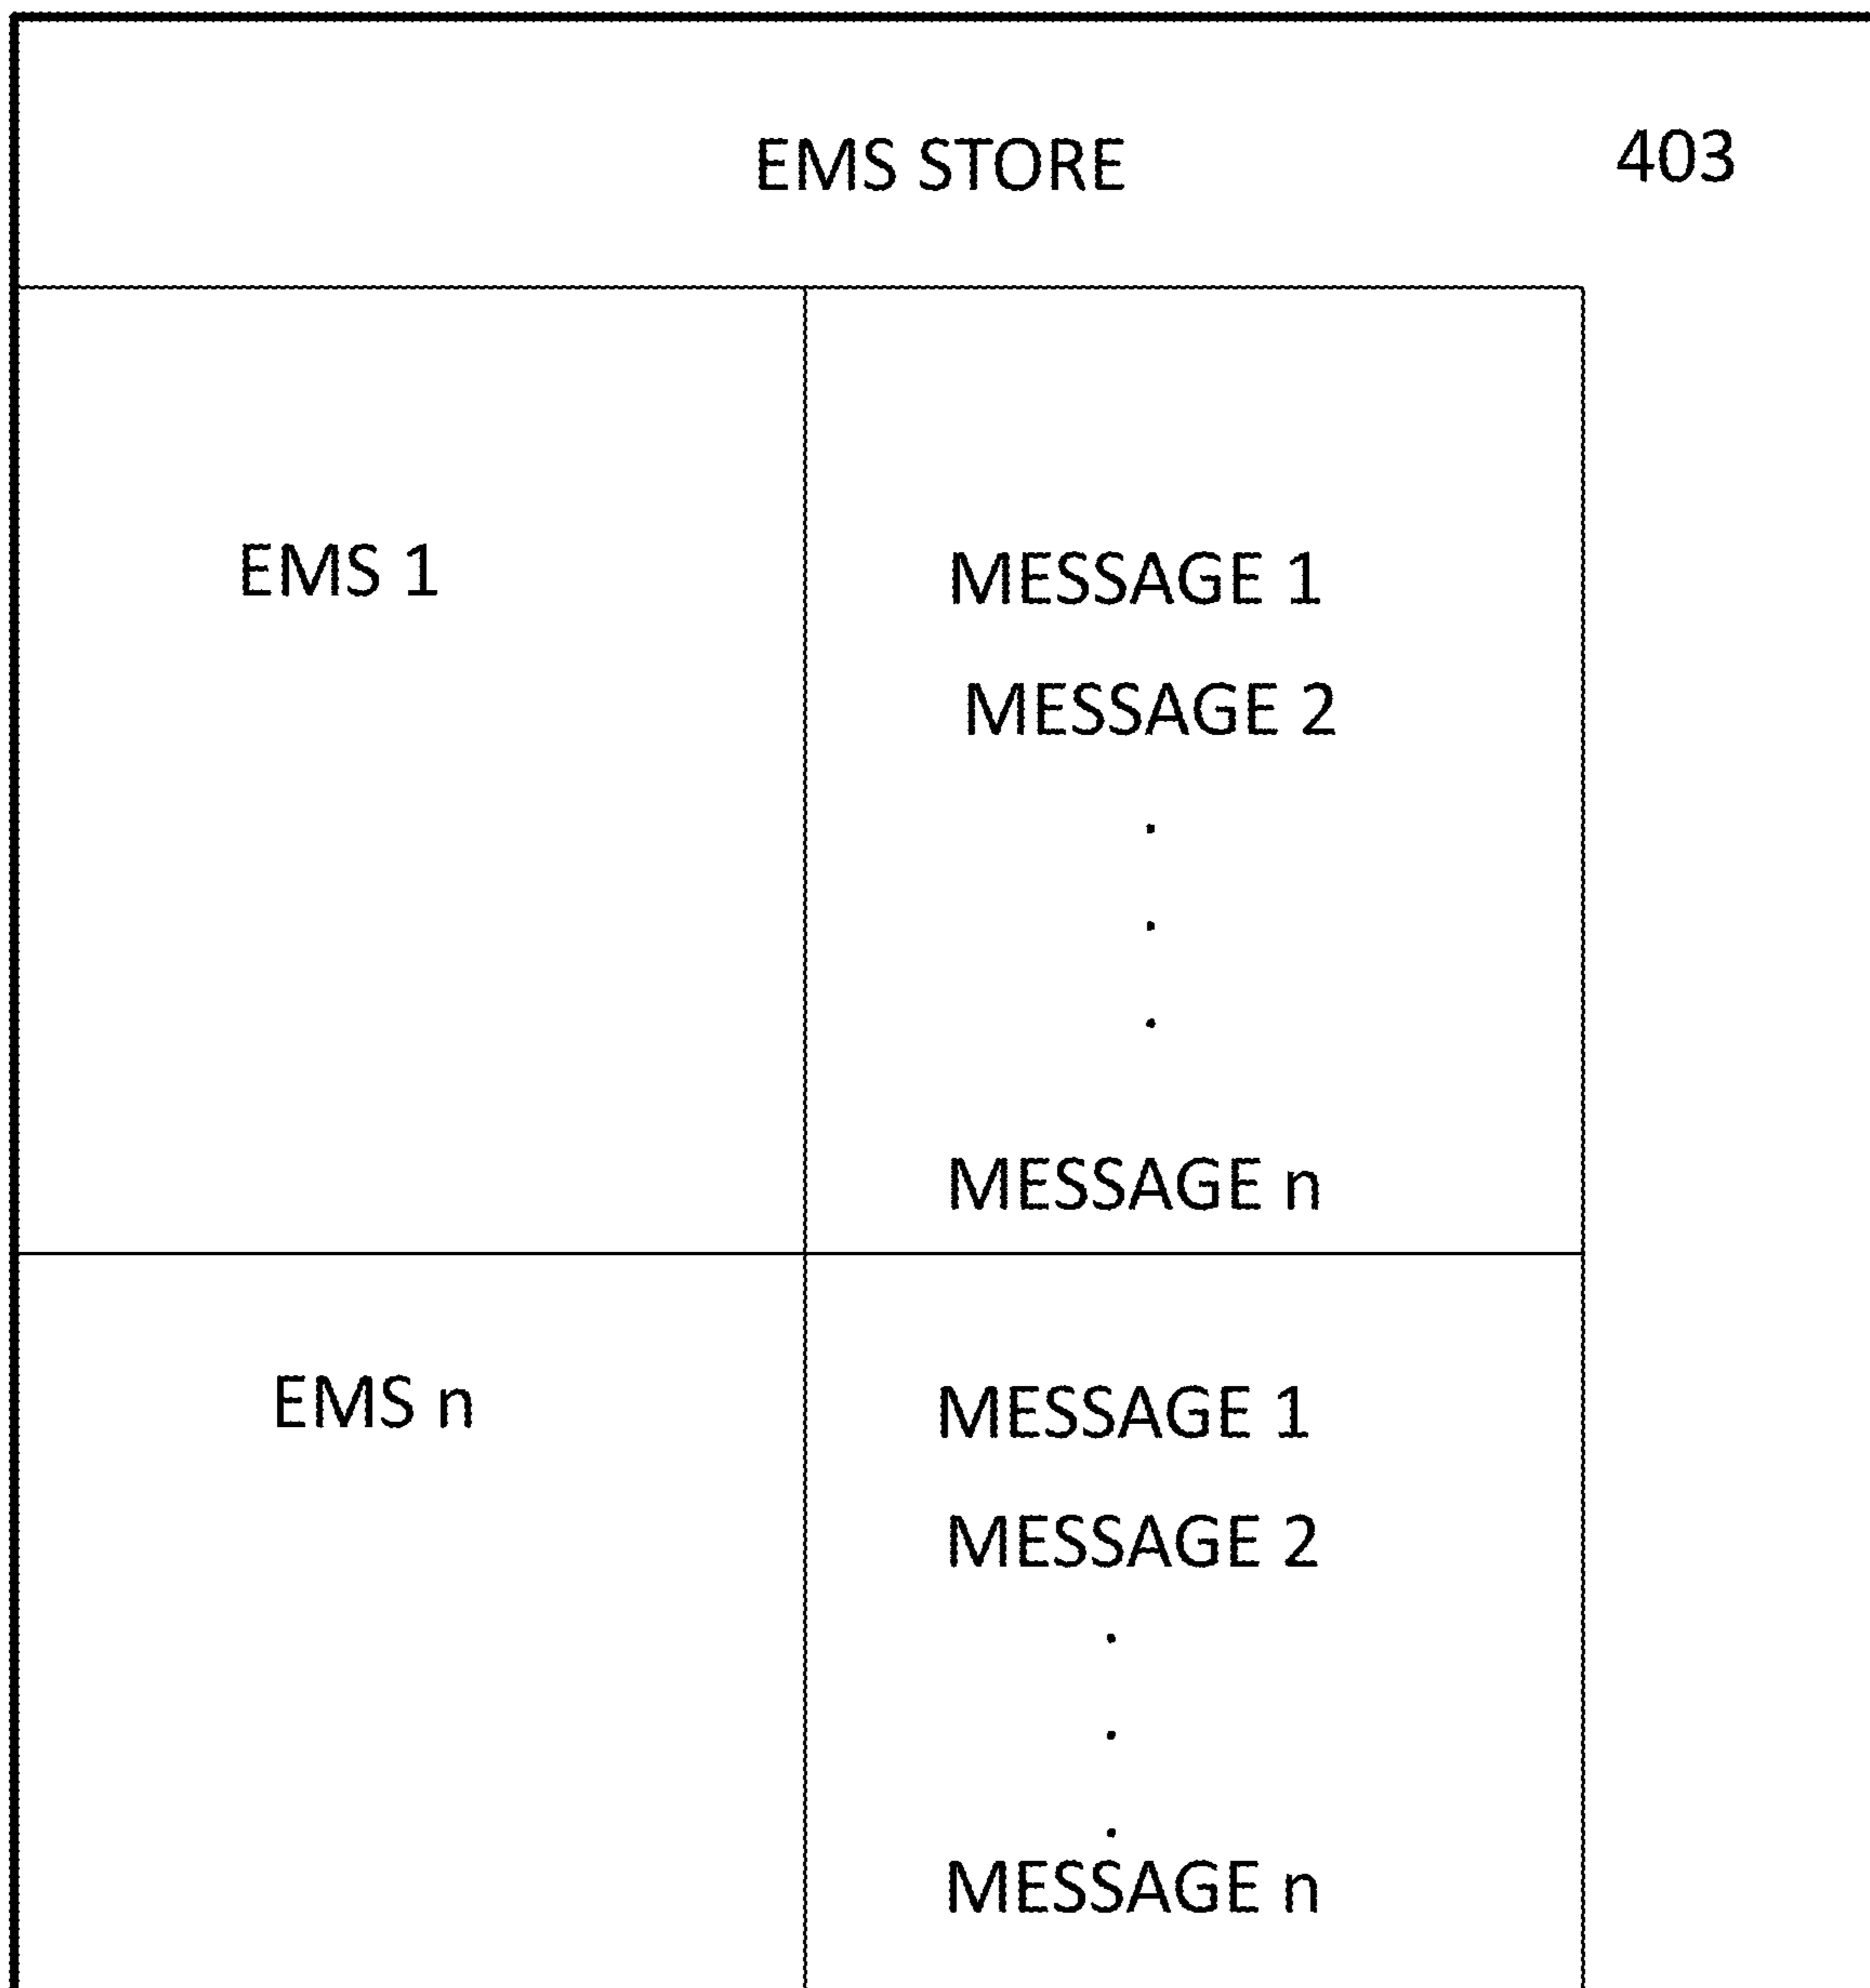 EMS STORE 403
EMS 1 MESSAGE 1
MESSAGE 2
.
.
.
MESSAGE n
EMS n MESSAGE 1
MESSAGE 2
.
.
.
MESSAGE n